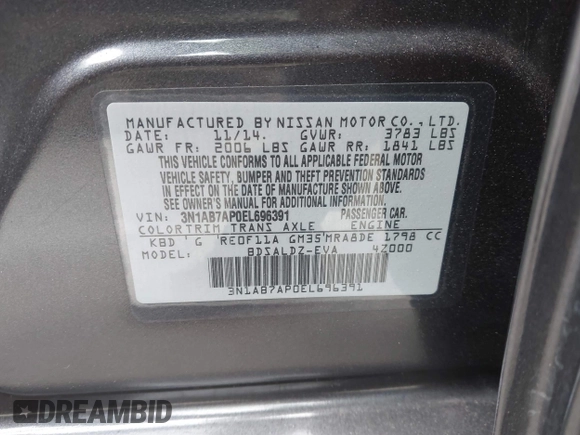 MANUFACTURED BY NISSAN MOTOR CO., LTD.
DATE: 11/14. GVWR: 3783 LBS
GAWR FR: 2006 LBS GAWR RR: 1841 LBS
THIS VEHICLE CONFORMS TO ALL APPLICABLE FEDERAL MOTOR
VEHICLE SAFETY, BUMPER AND THEFT PREVENTION STANDARDS
IN EFFECT ON THE DATE OF MANUFACTURE SHOWN ABOVE.
SEE OWNER'S MANUAL FOR ADDITIONAL INFORMATION.
VIN: 3N1AB7AP0EL696391 PASSENGER CAR.
COLOR TRIM TRANS AXLE ENGINE
KBD G RE0F11A GM35 MRA8DE 1798 CC
MODEL: BDSALDZ-EVA 4Z000
3N1AB7AP0EL696391
DREAMBID